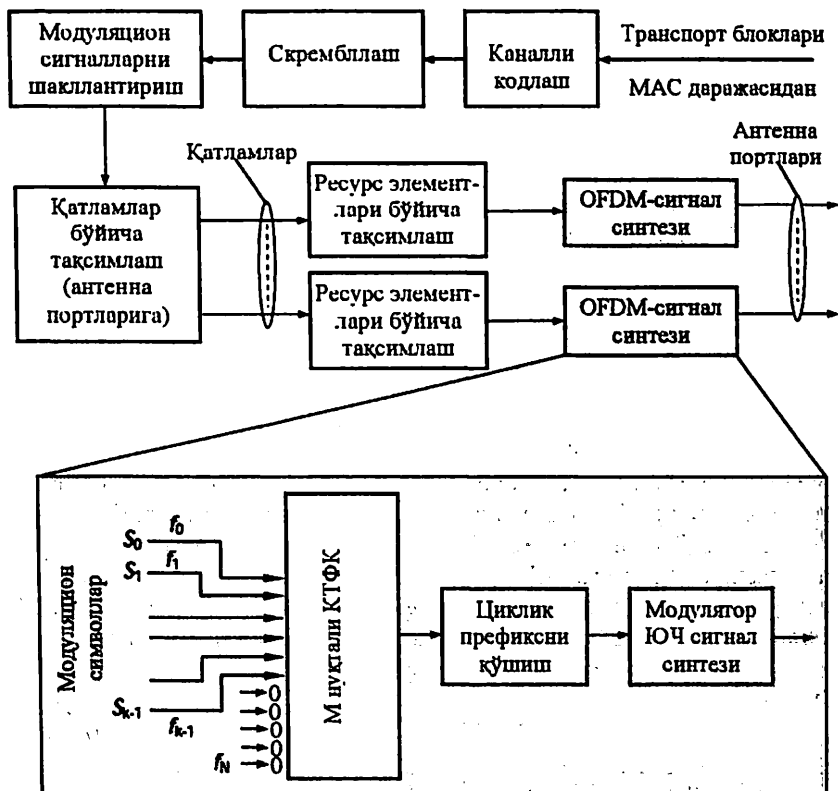 Модуляцион
сигналларни
шакллантириш
Скрембллаш
Каналли
кодлаш
Транспорт блоклари
МАС даражасидан
Қатламлар
Антенна
портлари
Қатламлар
бўйича
тақсимлаш
(антенна
портларига)
Ресурс элемент-
лари бўйича
тақсимлаш
OFDM-сигнал
синтези
Ресурс элемент-
лари бўйича
тақсимлаш
OFDM-сигнал
синтези
Модуляцион
символлар
S0
f0
S1
f1
Sk-1
fk-1
fN
0
0
0
0
0
М нуқтали КТФК
Циклик
префиксни
қўшиш
Модулятор
ЮЧ сигнал
синтези